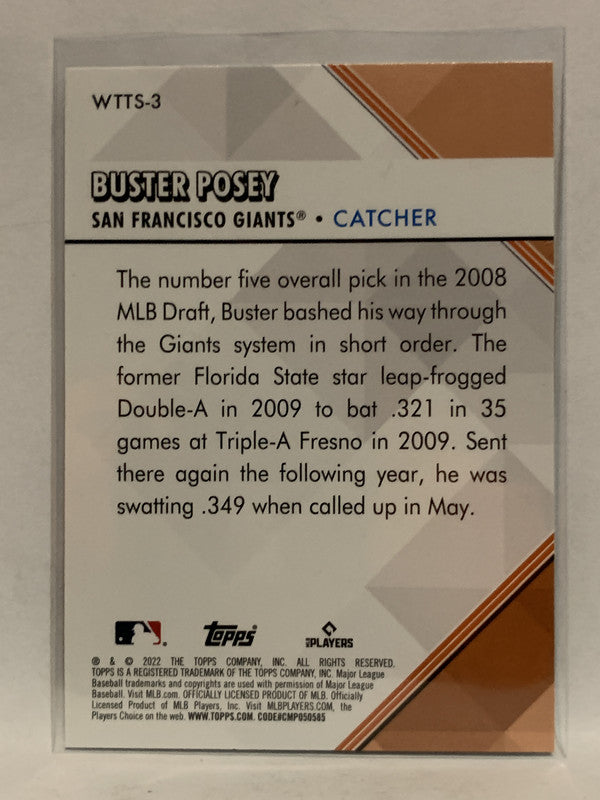 WTTS-3
BUSTER POSEY
SAN FRANCISCO GIANTS® • CATCHER
The number five overall pick in the 2008
MLB Draft, Buster bashed his way through
the Giants system in short order. The
former Florida State star leap-frogged
Double-A in 2009 to bat .321 in 35
games at Triple-A Fresno in 2009. Sent
there again the following year, he was
swatting .349 when called up in May.
Topps MLB PLAYERS
® & © 2022 THE TOPPS COMPANY, INC. ALL RIGHTS RESERVED.
TOPPS IS A REGISTERED TRADEMARK OF THE TOPPS COMPANY, INC. Major League
Baseball trademarks and copyrights are used with permission of Major League
Baseball. Visit MLB.com. OFFICIALLY LICENSED PRODUCT OF MLB. Officially
Licensed Product of MLB Players, Inc. Visit MLBPLAYERS.COM, the
Players Choice on the web. WWW.TOPPS.COM. CODE#CMP050585